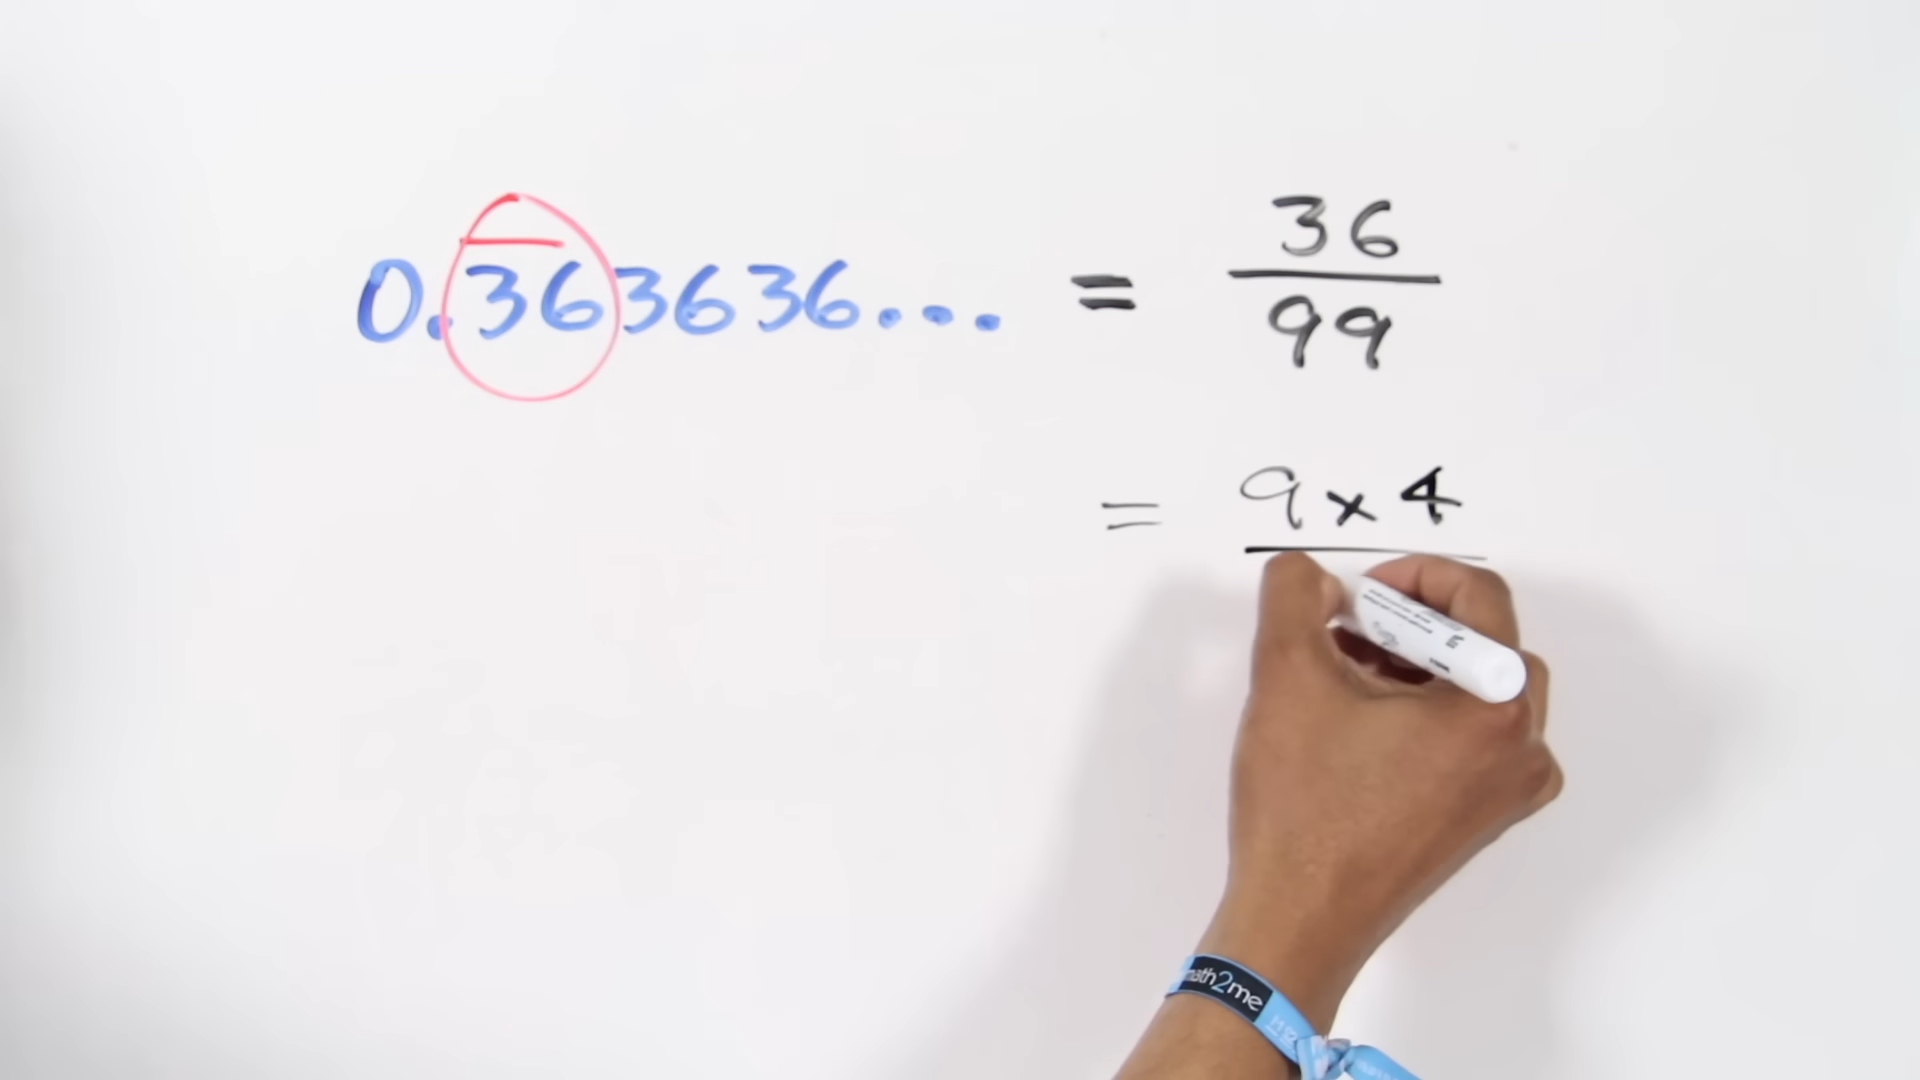 0.363636... = 36/99
= 9 x 4
math2me